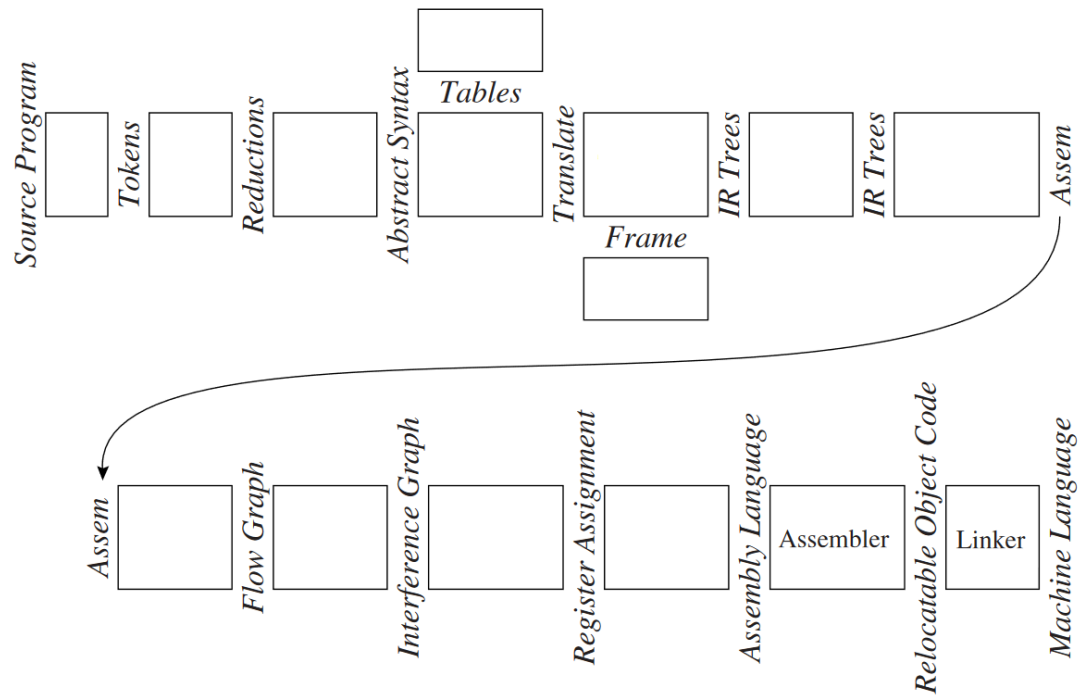 Source Program
Tokens
Reductions
Abstract Syntax
Tables
Translate
Frame
IR Trees
IR Trees
Assem
Assem
Flow Graph
Interference Graph
Register Assignment
Assembly Language
Assembler
Relocatable Object Code
Linker
Machine Language